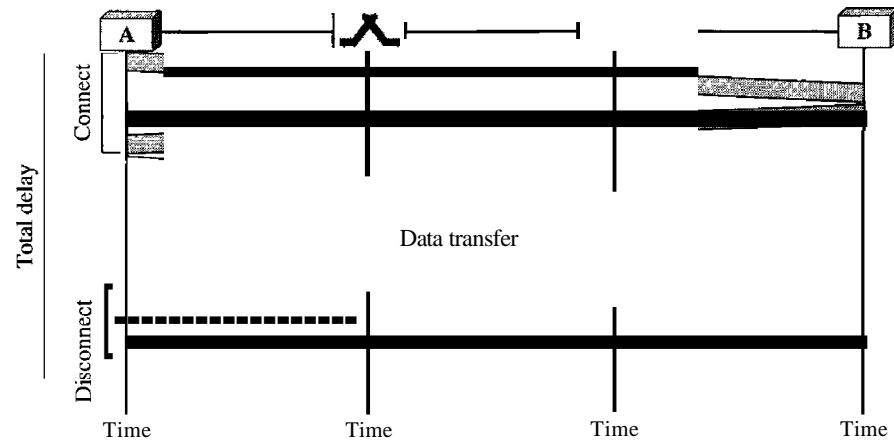 A
B
Connect
Total delay
Data transfer
Disconnect
Time
Time
Time
Time